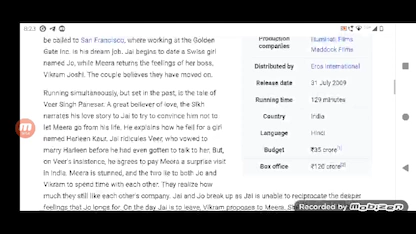 8:23
be called to San Francisco, where working at the Golden
Gate Inc. is his dream job. Jai begins to date a Swiss girl
named Jo, while Meera returns the feelings of her boss,
Vikram Joshi. The couple believes they have moved on.
Running simultaneously, but set in the past, is the tale of
Veer Singh Panesar. A great believer of love, the Sikh
narrates his love story to Jai to try to convince him not to
let Meera go from his life. He explains how he fell for a girl
named Harleen Kaur, Jai ridicules Veer, who vowed to
marry Harleen before he had even gotten to talk to her. But,
on Veer's insistence, he agrees to pay Meera a surprise visit
in India. Meera is stunned, and the two lie to both Jo and
Vikram to spend time with each other. They realize how
much they still like each other's company. Jai and Jo break up as Jai is unable to reciprocate the deeper
feelings that Jo longs for. On the day Jai is to leave, Vikram proposes to Meera.
Production
companies
Illuminati Films
Maddock Films
Distributed by
Eros International
Release date
31 July 2009
Running time
129 minutes
Country
India
Language
Hindi
Budget
₹35 crore[1]
Box office
₹120 crore[2]
Recorded by
Mobizen